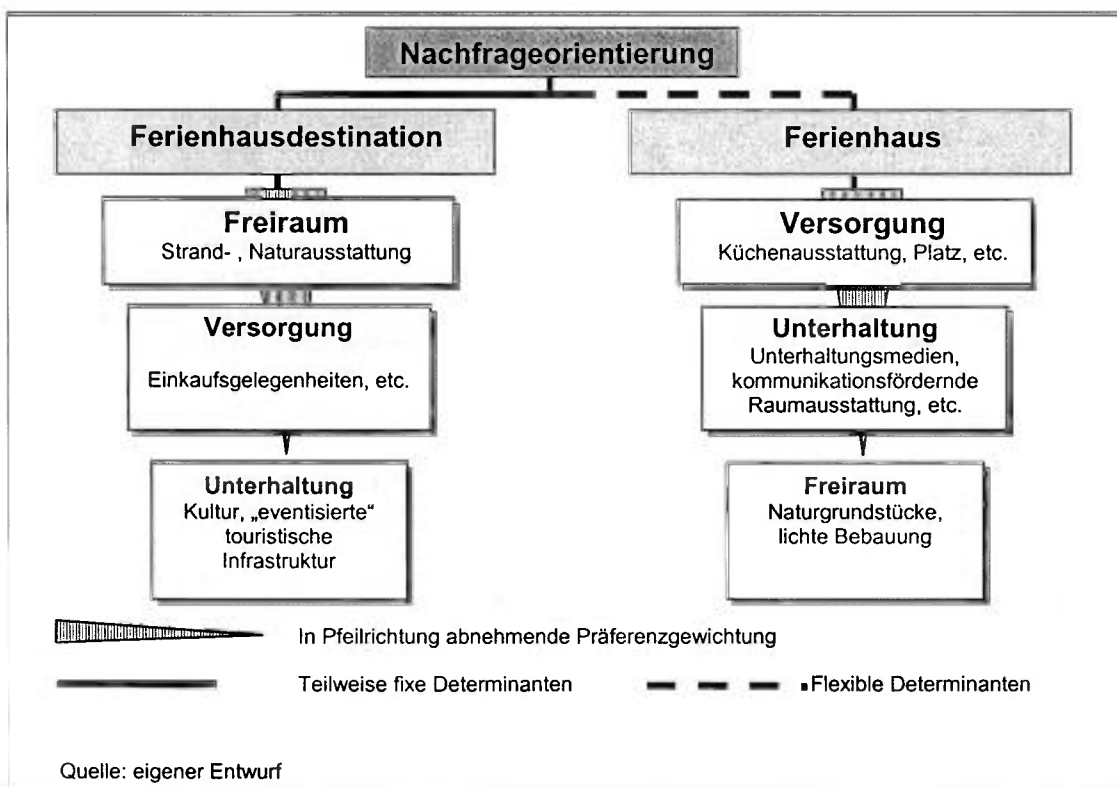 Nachfrageorientierung
Ferienhausdestination
Freiraum
Strand- , Naturausstattung
Versorgung
Einkaufsgelegenheiten, etc.
Unterhaltung
Kultur, „eventisierte“
touristische
Infrastruktur
Ferienhaus
Versorgung
Küchenausstattung, Platz, etc.
Unterhaltung
Unterhaltungsmedien,
kommunikationsfördernde
Raumausstattung, etc.
Freiraum
Naturgrundstücke,
lichte Bebauung
In Pfeilrichtung abnehmende Präferenzgewichtung
Teilweise fixe Determinanten
Flexible Determinanten
Quelle: eigener Entwurf